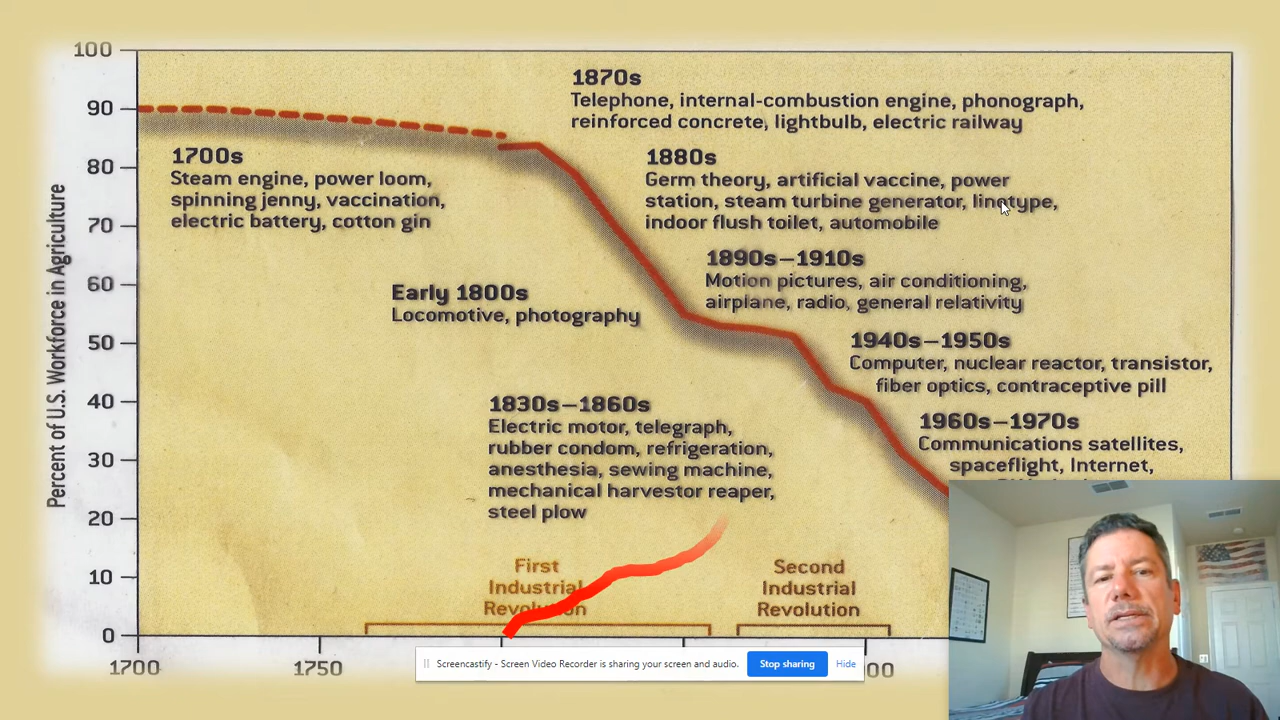 100
90
80
70
60
50
40
30
20
10
0
Percent of U.S. Workforce in Agriculture
1870s
Telephone, internal-combustion engine, phonograph,
reinforced concrete, lightbulb, electric railway
1700s
Steam engine, power loom,
spinning jenny, vaccination,
electric battery, cotton gin
1880s
Germ theory, artificial vaccine, power
station, steam turbine generator, linotype,
indoor flush toilet, automobile
1890s–1910s
Motion pictures, air conditioning,
airplane, radio, general relativity
Early 1800s
Locomotive, photography
1940s–1950s
Computer, nuclear reactor, transistor,
fiber optics, contraceptive pill
1830s–1860s
Electric motor, telegraph,
rubber condom, refrigeration,
anesthesia, sewing machine,
mechanical harvestor reaper,
steel plow
1960s–1970s
Communications satellites,
spaceflight, Internet,
First
Industrial
Revolution
Second
Industrial
Revolution
1700
1750
00
Screencastify - Screen Video Recorder is sharing your screen and audio.
Stop sharing
Hide